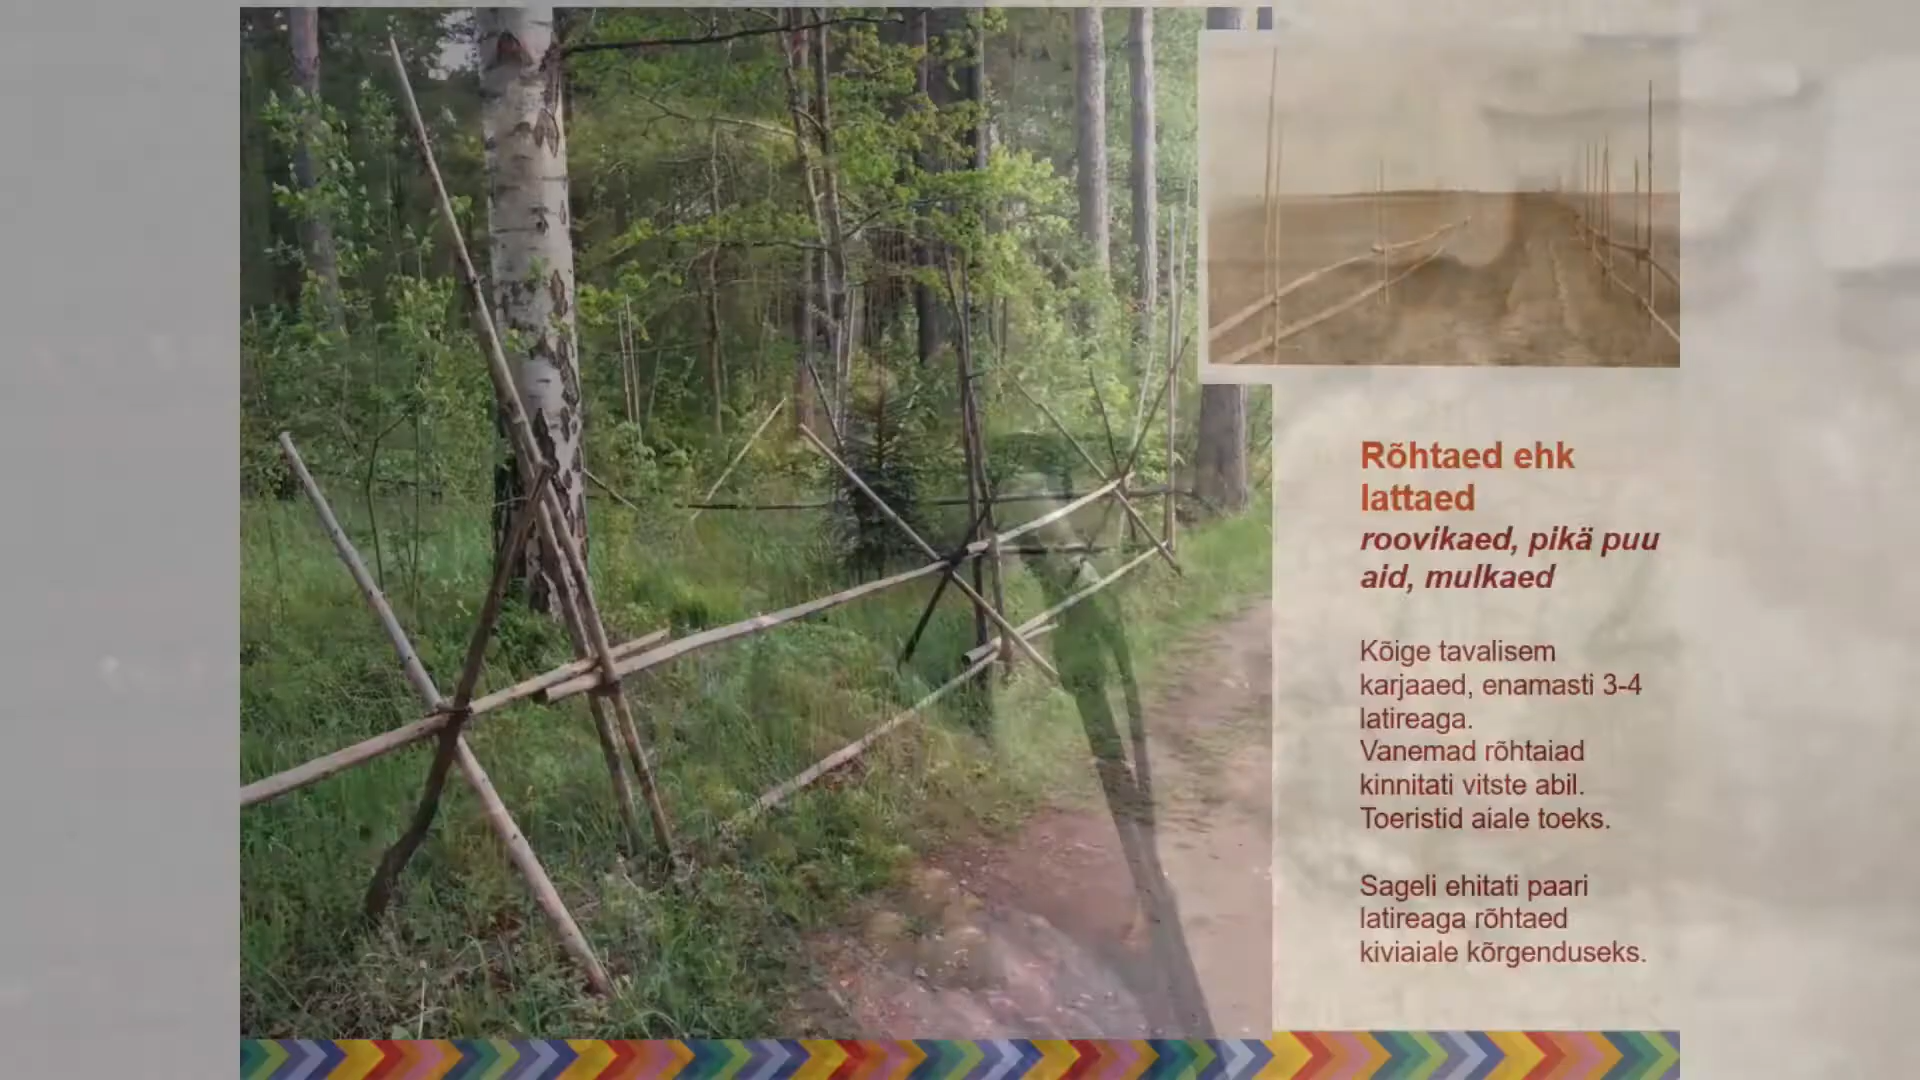 Rõhtaed ehk
lattaed
roovikaed, pikä puu
aid, mulkaed
Kõige tavalisem
karjaaed, enamasti 3-4
latireaga.
Vanemad rõhtaiad
kinnitati vitste abil.
Toeristid aiale toeks.
Sageli ehitati paari
latireaga rõhtaed
kiviaiale kõrgenduseks.